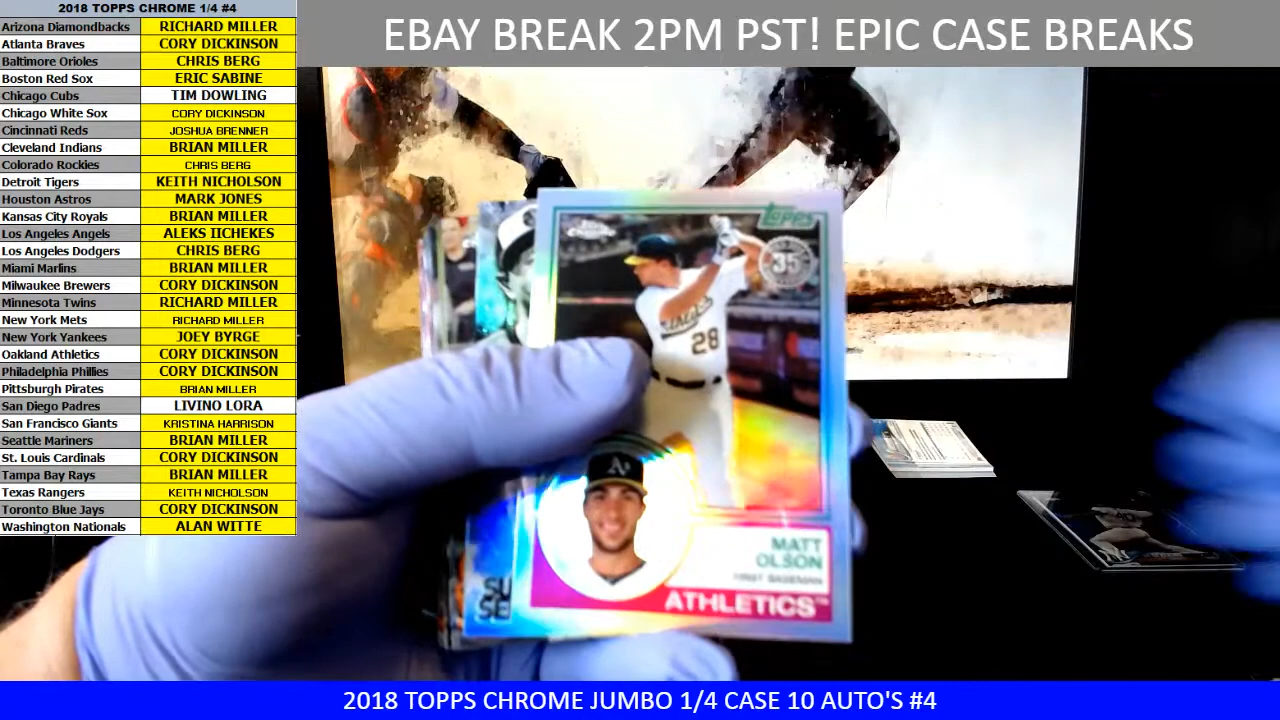 2018 TOPPS CHROME 1/4 #4
Arizona Diamondbacks RICHARD MILLER
Atlanta Braves CORY DICKINSON
Baltimore Orioles CHRIS BERG
Boston Red Sox ERIC SABINE
Chicago Cubs TIM DOWLING
Chicago White Sox CORY DICKINSON
Cincinnati Reds JOSHUA BRENNER
Cleveland Indians BRIAN MILLER
Colorado Rockies CHRIS BERG
Detroit Tigers KEITH NICHOLSON
Houston Astros MARK JONES
Kansas City Royals BRIAN MILLER
Los Angeles Angels ALEKS IICHEKES
Los Angeles Dodgers CHRIS BERG
Miami Marlins BRIAN MILLER
Milwaukee Brewers CORY DICKINSON
Minnesota Twins RICHARD MILLER
New York Mets RICHARD MILLER
New York Yankees JOEY BYRGE
Oakland Athletics CORY DICKINSON
Philadelphia Phillies CORY DICKINSON
Pittsburgh Pirates BRIAN MILLER
San Diego Padres LIVINO LORA
San Francisco Giants KRISTINA HARRISON
Seattle Mariners BRIAN MILLER
St. Louis Cardinals CORY DICKINSON
Tampa Bay Rays BRIAN MILLER
Texas Rangers KEITH NICHOLSON
Toronto Blue Jays CORY DICKINSON
Washington Nationals ALAN WITTE
EBAY BREAK 2PM PST! EPIC CASE BREAKS
Topps
Chrome
35
28
A's
MATT
OLSON
FIRST BASEMAN
ATHLETICS™
SU
SE
2018 TOPPS CHROME JUMBO 1/4 CASE 10 AUTO'S #4